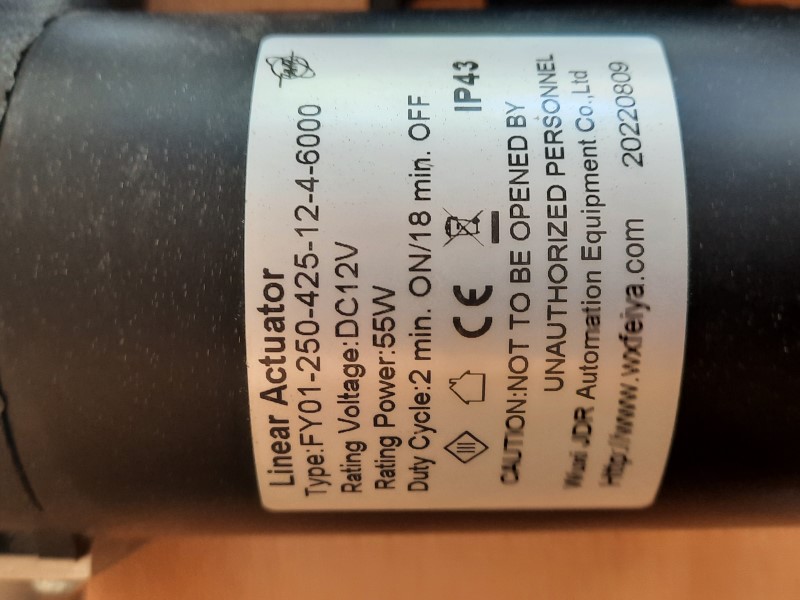 Linear Actuator
Type:FY01-250-425-12-4-6000
Rating Voltage:DC12V
Rating Power:55W
Duty Cycle:2 min. ON/18 min. OFF
CE IP43
CAUTION:NOT TO BE OPENED BY
UNAUTHORIZED PERSONNEL
JDR Automation Equipment Co.,Ltd
Http://www.wxfeiya.com 20220809